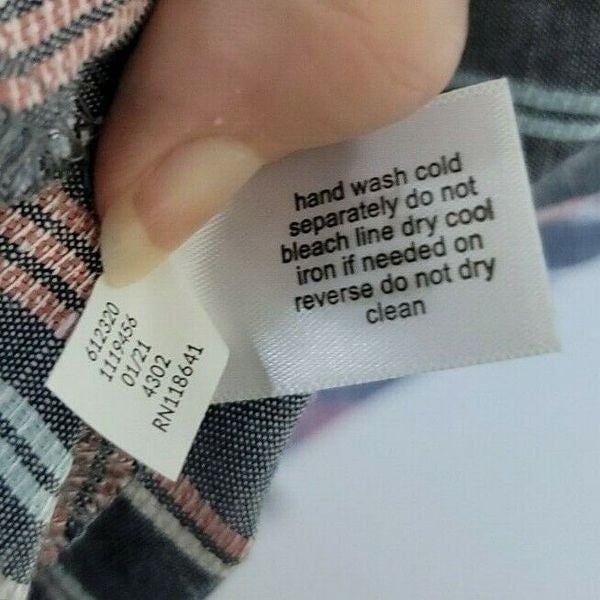 hand wash cold
separately do not
bleach line dry cool
iron if needed on
reverse do not dry
clean
612320
1119456
01/21
4302
RN118641